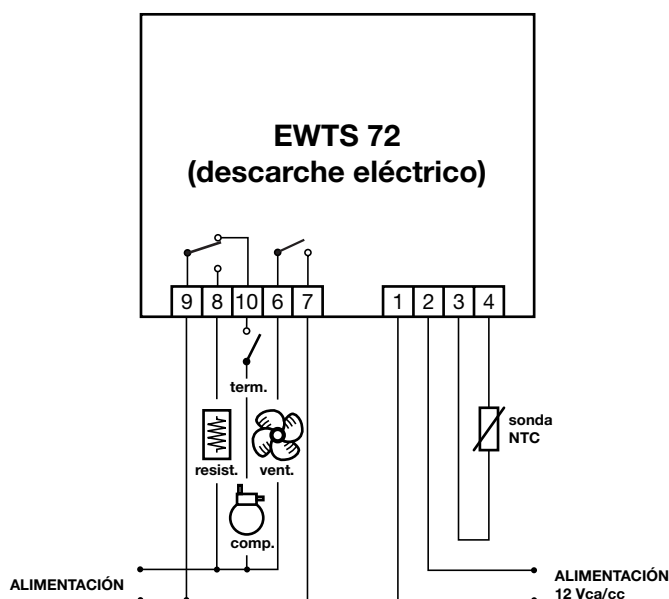 EWTS 72
(descarche eléctrico)
9 8 10 6 7 1 2 3 4
term.
sonda
NTC
resist. vent.
comp.
ALIMENTACIÓN
ALIMENTACIÓN
12 Vca/cc